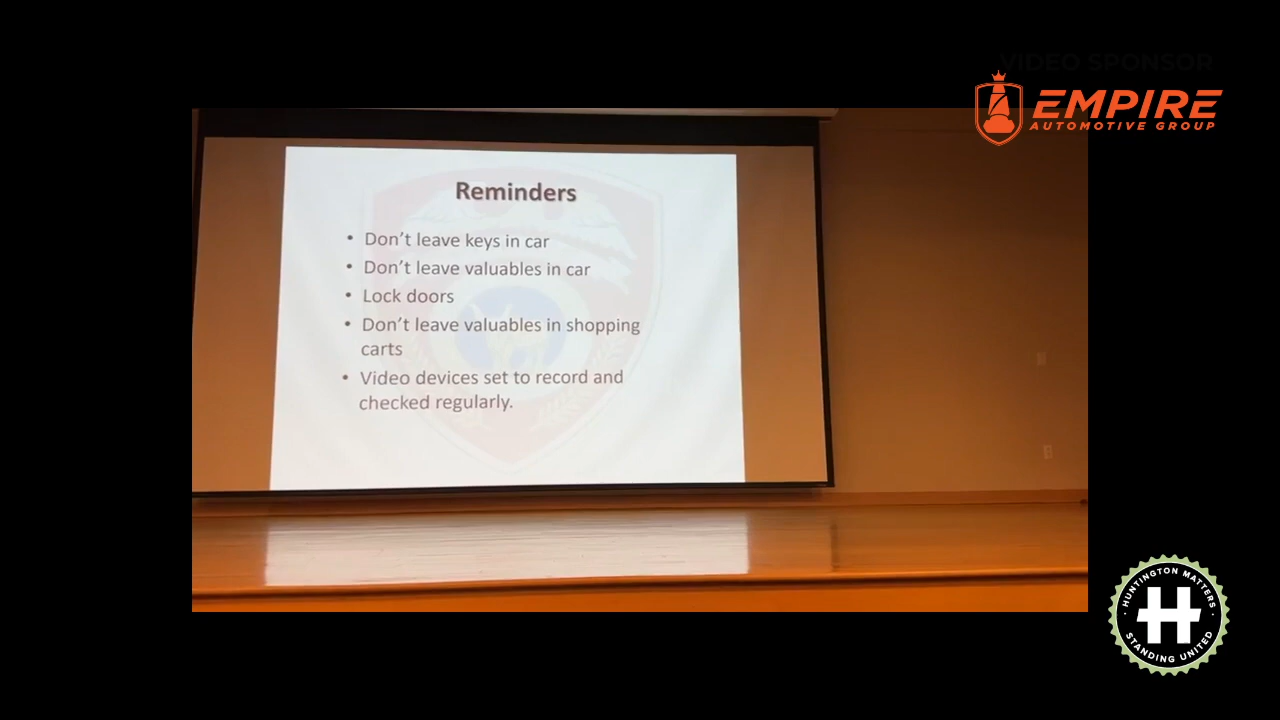 VIDEO SPONSOR
EMPIRE
AUTOMOTIVE GROUP
Reminders
• Don't leave keys in car
• Don't leave valuables in car
• Lock doors
• Don't leave valuables in shopping
carts
• Video devices set to record and
checked regularly.
HUNTINGTON MATTERS
H
STANDING UNITED